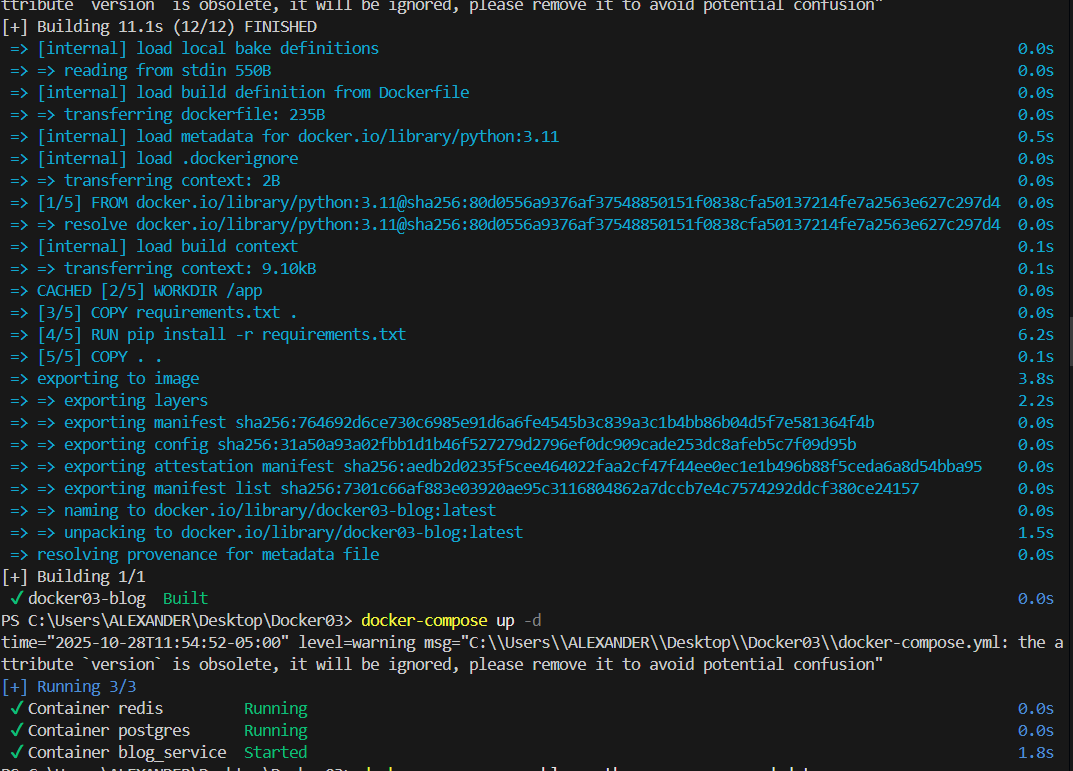 ttribute `version` is obsolete, it will be ignored, please remove it to avoid potential confusion"
[+] Building 11.1s (12/12) FINISHED
=> [internal] load local bake definitions 0.0s
=> => reading from stdin 550B 0.0s
=> [internal] load build definition from Dockerfile 0.0s
=> => transferring dockerfile: 235B 0.0s
=> [internal] load metadata for docker.io/library/python:3.11 0.5s
=> [internal] load .dockerignore 0.0s
=> => transferring context: 2B 0.0s
=> [1/5] FROM docker.io/library/python:3.11@sha256:80d0556a9376af37548850151f0838cfa50137214fe7a2563e627c297d4 0.0s
=> => resolve docker.io/library/python:3.11@sha256:80d0556a9376af37548850151f0838cfa50137214fe7a2563e627c297d4 0.0s
=> [internal] load build context 0.1s
=> => transferring context: 9.10kB 0.1s
=> CACHED [2/5] WORKDIR /app 0.0s
=> [3/5] COPY requirements.txt . 0.0s
=> [4/5] RUN pip install -r requirements.txt 6.2s
=> [5/5] COPY . . 0.1s
=> exporting to image 3.8s
=> => exporting layers 2.2s
=> => exporting manifest sha256:764692d6ce730c6985e91d6a6fe4545b3c839a3c1b4bb86b04d5f7e581364f4b 0.0s
=> => exporting config sha256:31a50a93a02fbb1d1b46f527279d2796ef0dc909cade253dc8afeb5c7f09d95b 0.0s
=> => exporting attestation manifest sha256:aedb2d0235f5cee464022faa2cf47f44ee0ec1e1b496b88f5ceda6a8d54bba95 0.0s
=> => exporting manifest list sha256:7301c66af883e03920ae95c3116804862a7dccb7e4c7574292ddcf380ce24157 0.0s
=> => naming to docker.io/library/docker03-blog:latest 0.0s
=> => unpacking to docker.io/library/docker03-blog:latest 1.5s
=> resolving provenance for metadata file 0.0s
[+] Building 1/1
✔ docker03-blog Built 0.0s
PS C:\Users\ALEXANDER\Desktop\Docker03> docker-compose up -d
time="2025-10-28T11:54:52-05:00" level=warning msg="C:\\Users\\ALEXANDER\\Desktop\\Docker03\\docker-compose.yml: the a
ttribute `version` is obsolete, it will be ignored, please remove it to avoid potential confusion"
[+] Running 3/3
✔ Container redis Running 0.0s
✔ Container postgres Running 0.0s
✔ Container blog_service Started 1.8s